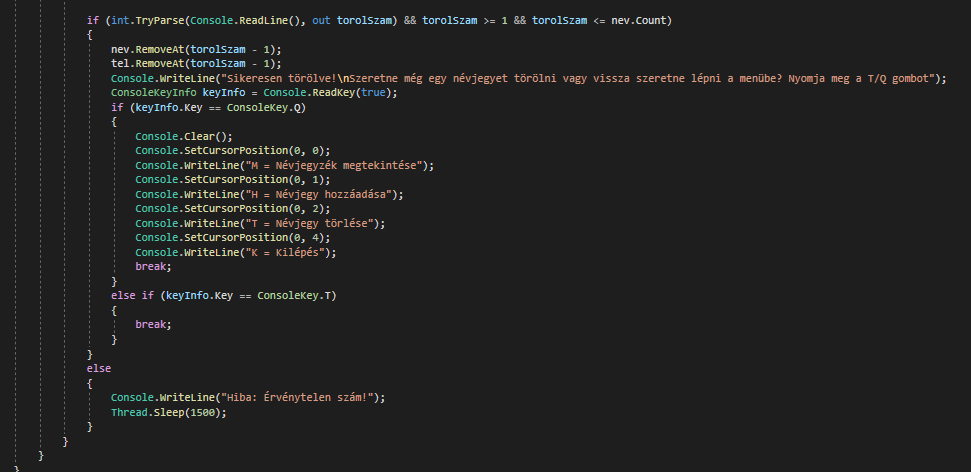 if (int.TryParse(Console.ReadLine(), out torolSzam) && torolSzam >= 1 && torolSzam <= nev.Count)
{
nev.RemoveAt(torolSzam - 1);
tel.RemoveAt(torolSzam - 1);
Console.WriteLine("Sikeresen törölve!\nSzeretne még egy névjegyet törölni vagy vissza szeretne lépni a menübe? Nyomja meg a T/Q gombot");
ConsoleKeyInfo keyInfo = Console.ReadKey(true);
if (keyInfo.Key == ConsoleKey.Q)
{
Console.Clear();
Console.SetCursorPosition(0, 0);
Console.WriteLine("M = Névjegyzék megtekintése");
Console.SetCursorPosition(0, 1);
Console.WriteLine("H = Névjegy hozzáadása");
Console.SetCursorPosition(0, 2);
Console.WriteLine("T = Névjegy törlése");
Console.SetCursorPosition(0, 4);
Console.WriteLine("K = Kilépés");
break;
}
else if (keyInfo.Key == ConsoleKey.T)
{
break;
}
}
else
{
Console.WriteLine("Hiba: Érvénytelen szám!");
Thread.Sleep(1500);
}
}
}
}